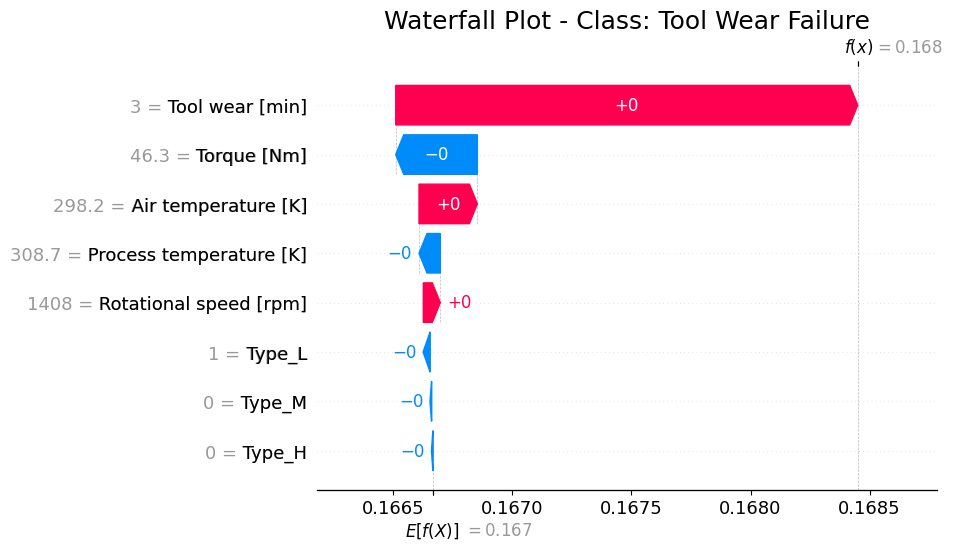 Waterfall Plot - Class: Tool Wear Failure
f(x) = 0.168
3 = Tool wear [min] +0
46.3 = Torque [Nm] −0
298.2 = Air temperature [K] +0
308.7 = Process temperature [K] −0
1408 = Rotational speed [rpm] +0
1 = Type_L −0
0 = Type_M −0
0 = Type_H −0
0.1665 0.1670 0.1675 0.1680 0.1685
E[f(X)] = 0.167